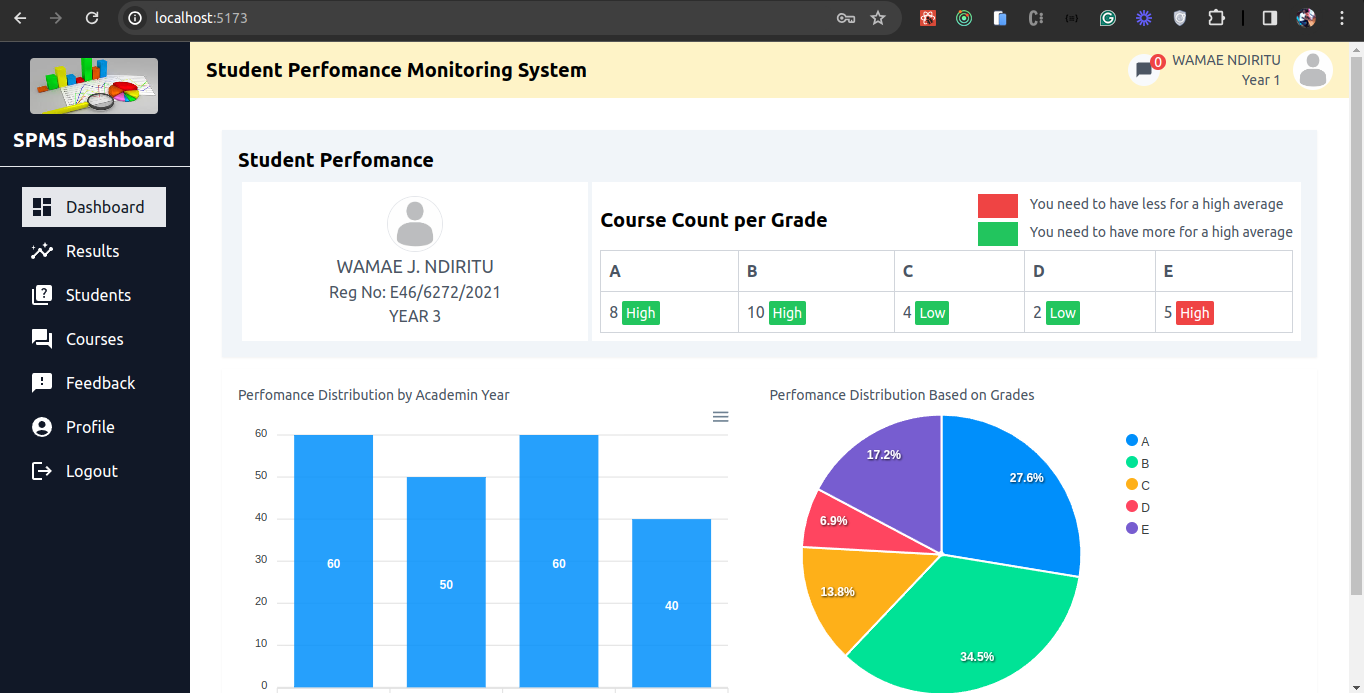 localhost:5173
SPMS Dashboard
Dashboard
Results
Students
Courses
Feedback
Profile
Logout
Student Perfomance Monitoring System
0
WAMAE NDIRITU
Year 1
Student Perfomance
WAMAE J. NDIRITU
Reg No: E46/6272/2021
YEAR 3
Course Count per Grade
You need to have less for a high average
You need to have more for a high average
A B C D E
8 High 10 High 4 Low 2 Low 5 High
Perfomance Distribution by Academin Year
60
50
40
30
20
10
0
60 50 60 40
Perfomance Distribution Based on Grades
17.2%
27.6%
6.9%
13.8%
34.5%
A
B
C
D
E